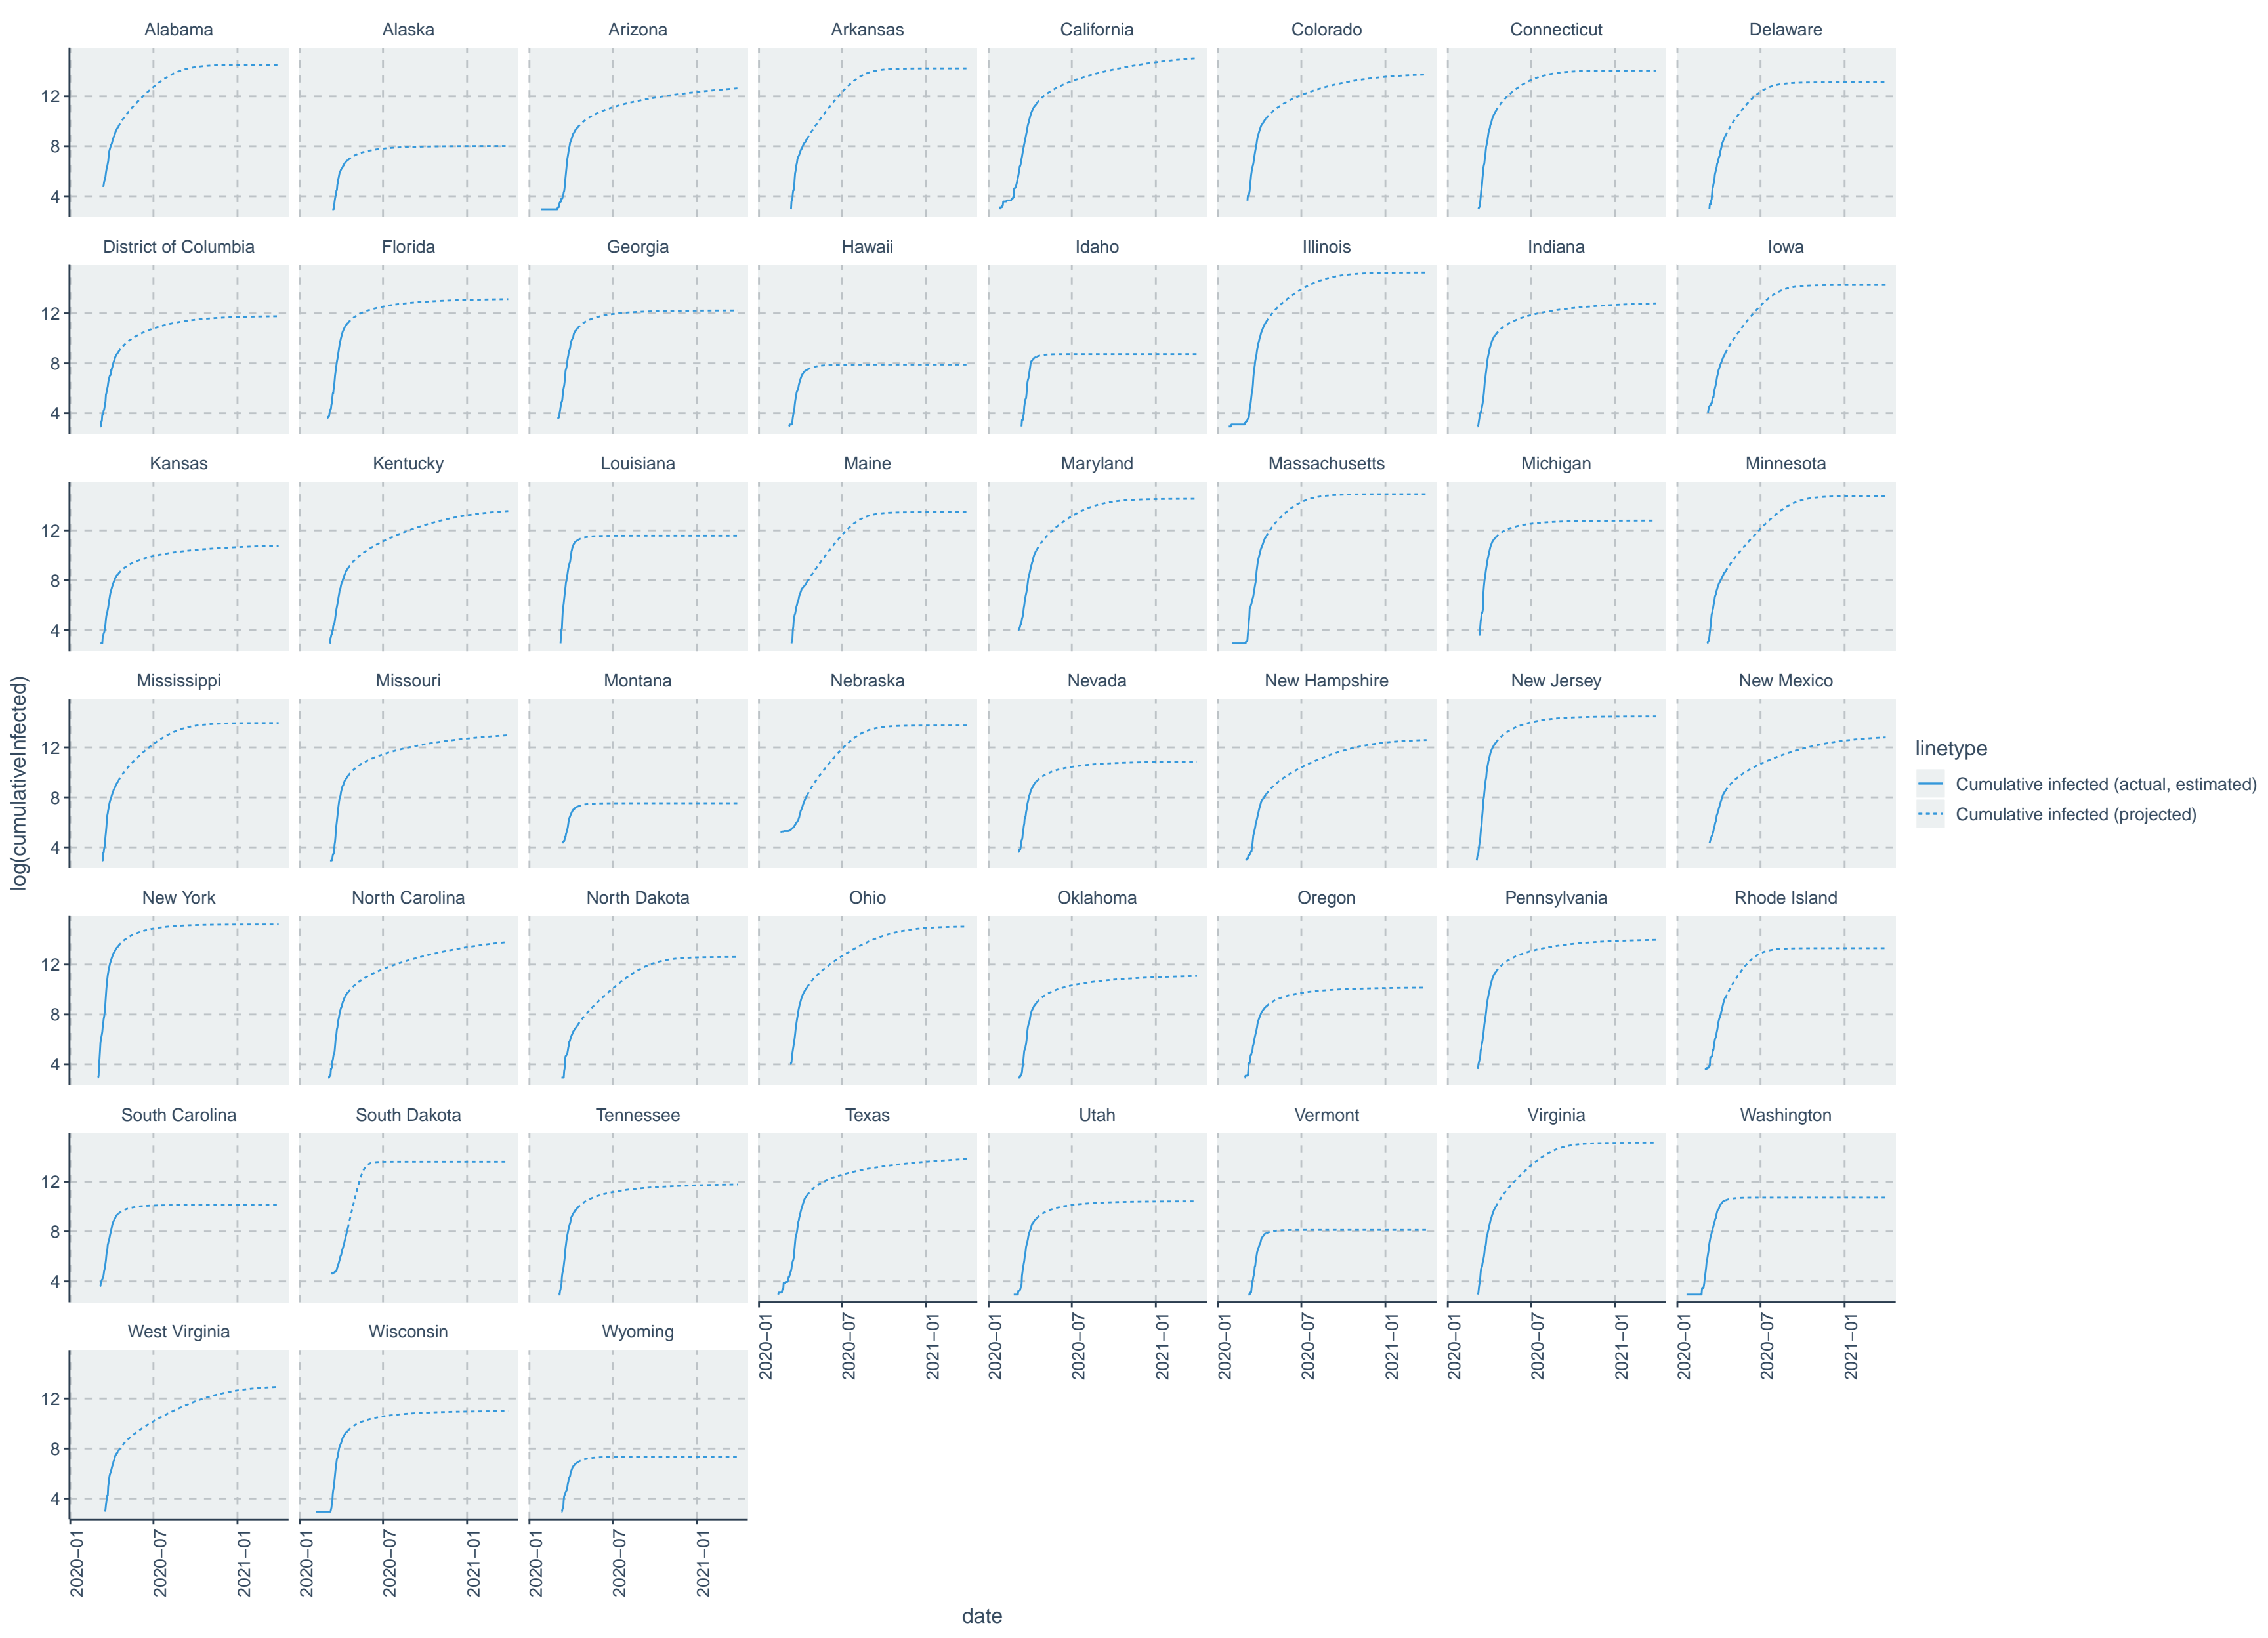 Alabama Alaska Arizona Arkansas California Colorado Connecticut Delaware
12
8
4
District of Columbia Florida Georgia Hawaii Idaho Illinois Indiana Iowa
12
8
4
Kansas Kentucky Louisiana Maine Maryland Massachusetts Michigan Minnesota
12
8
4
log(cumulativeInfected)
Mississippi Missouri Montana Nebraska Nevada New Hampshire New Jersey New Mexico
12
8
4
linetype
Cumulative infected (actual, estimated)
Cumulative infected (projected)
New York North Carolina North Dakota Ohio Oklahoma Oregon Pennsylvania Rhode Island
12
8
4
South Carolina South Dakota Tennessee Texas Utah Vermont Virginia Washington
12
8
4
2020−01 2020−07 2021−01 2020−01 2020−07 2021−01 2020−01 2020−07 2021−01 2020−01 2020−07 2021−01 2020−01 2020−07 2021−01
West Virginia Wisconsin Wyoming
12
8
4
2020−01 2020−07 2021−01 2020−01 2020−07 2021−01 2020−01 2020−07 2021−01
date